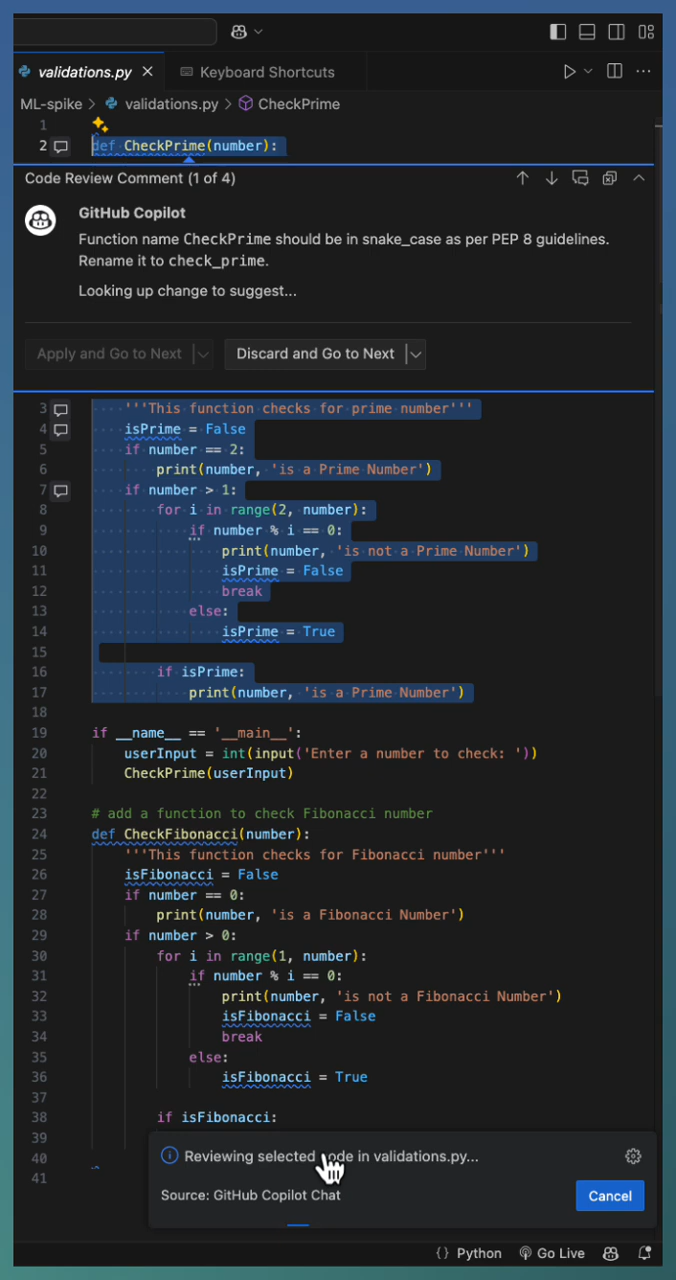 validations.py
Keyboard Shortcuts
ML-spike > validations.py > CheckPrime
1
2 def CheckPrime(number):
Code Review Comment (1 of 4)
GitHub Copilot
Function name CheckPrime should be in snake_case as per PEP 8 guidelines.
Rename it to check_prime.
Looking up change to suggest...
Apply and Go to Next
Discard and Go to Next
3 '''This function checks for prime number'''
4 isPrime = False
5 if number == 2:
6 print(number, 'is a Prime Number')
7 if number > 1:
8 for i in range(2, number):
9 if number % i == 0:
10 print(number, 'is not a Prime Number')
11 isPrime = False
12 break
13 else:
14 isPrime = True
15
16 if isPrime:
17 print(number, 'is a Prime Number')
18
19 if __name__ == '__main__':
20 userInput = int(input('Enter a number to check: '))
21 CheckPrime(userInput)
22
23 # add a function to check Fibonacci number
24 def CheckFibonacci(number):
25 '''This function checks for Fibonacci number'''
26 isFibonacci = False
27 if number == 0:
28 print(number, 'is a Fibonacci Number')
29 if number > 0:
30 for i in range(1, number):
31 if number % i == 0:
32 print(number, 'is not a Fibonacci Number')
33 isFibonacci = False
34 break
35 else:
36 isFibonacci = True
37
38 if isFibonacci:
39
40
41
Reviewing selected code in validations.py...
Source: GitHub Copilot Chat
Cancel
{} Python
Go Live